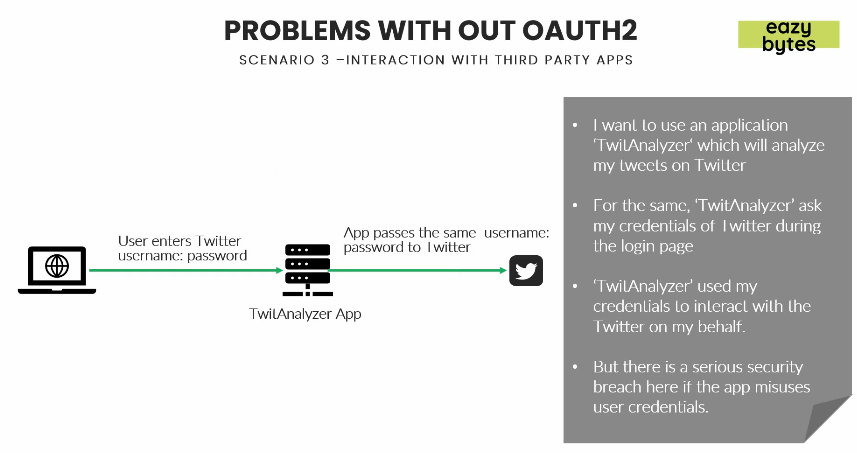 PROBLEMS WITH OUT OAUTH2
SCENARIO 3 –INTERACTION WITH THIRD PARTY APPS
eazy
bytes
User enters Twitter
username: password
App passes the same username:
password to Twitter
TwitAnalyzer App
• I want to use an application
‘TwitAnalyzer’ which will analyze
my tweets on Twitter
• For the same, ‘TwitAnalyzer’ ask
my credentials of Twitter during
the login page
• ‘TwitAnalyzer’ used my
credentials to interact with the
Twitter on my behalf.
• But there is a serious security
breach here if the app misuses
user credentials.